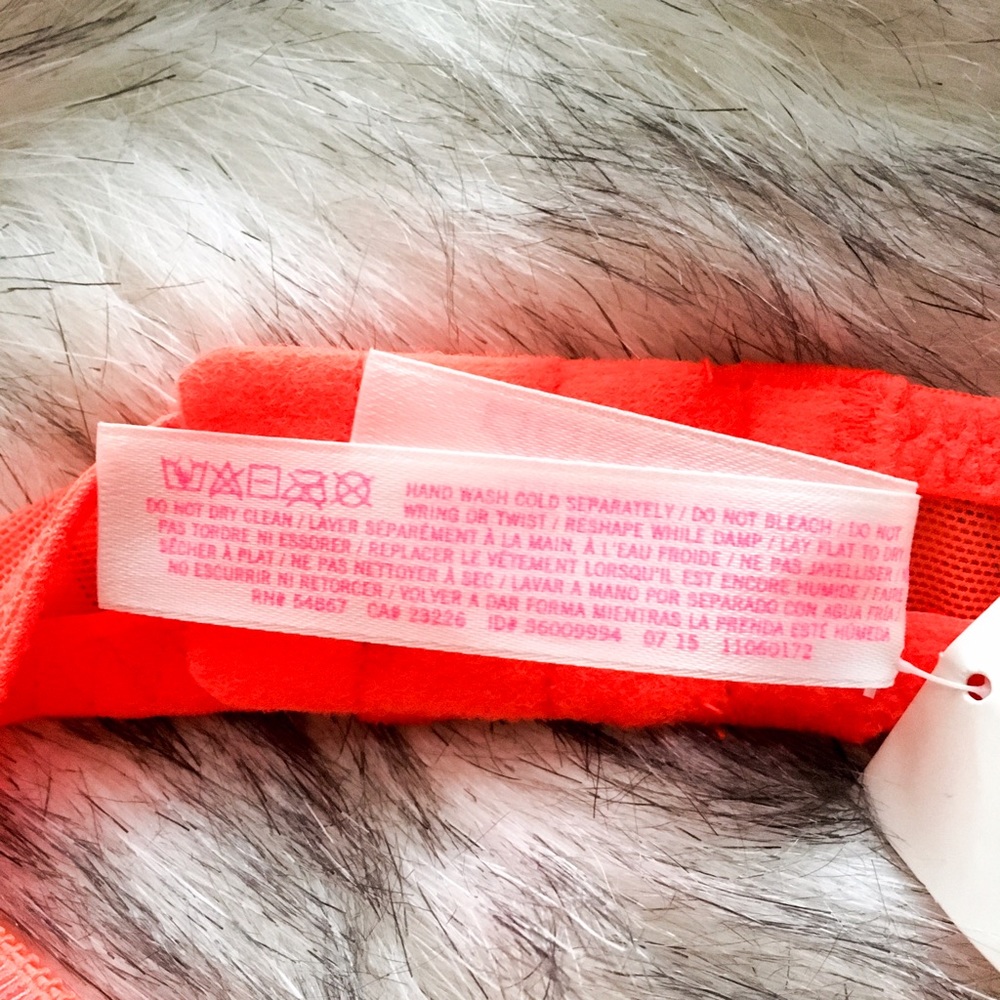 HAND WASH COLD SEPARATELY / DO NOT BLEACH / DO NOT
WRING OR TWIST / RESHAPE WHILE DAMP / LAY FLAT TO DRY
DO NOT DRY CLEAN / LAVER SÉPARÉMENT À LA MAIN, À L'EAU FROIDE / NE PAS JAVELLISER
PAS TORDRE NI ESSORER / REPLACER LE VÊTEMENT LORSQU'IL EST ENCORE HUMIDE /
SÉCHER À PLAT / NE PAS NETTOYER À SEC / LAVAR A MANO POR SEPARADO CON AGUA FRÍA
NO ESCURRIR NI RETORCER / VOLVER A DAR FORMA MIENTRAS LA PRENDA ESTÉ HÚMEDA
RN# 54867 CA# 23226 ID# 36009994 07 15 11060172